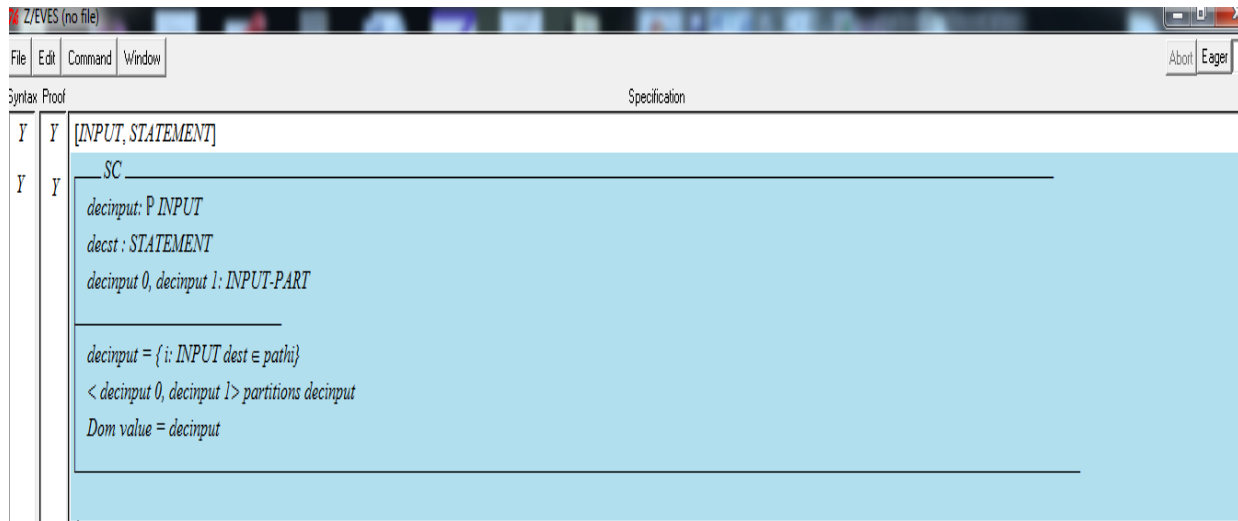 Z/EVES (no file)
File Edit Command Window Abort Eager
Syntax Proof Specification
Y Y [INPUT, STATEMENT]
Y Y SC
decinput: ℙ INPUT
decst : STATEMENT
decinput 0, decinput 1: INPUT-PART
decinput = { i: INPUT dest ∈ pathi}
< decinput 0, decinput 1> partitions decinput
Dom value = decinput